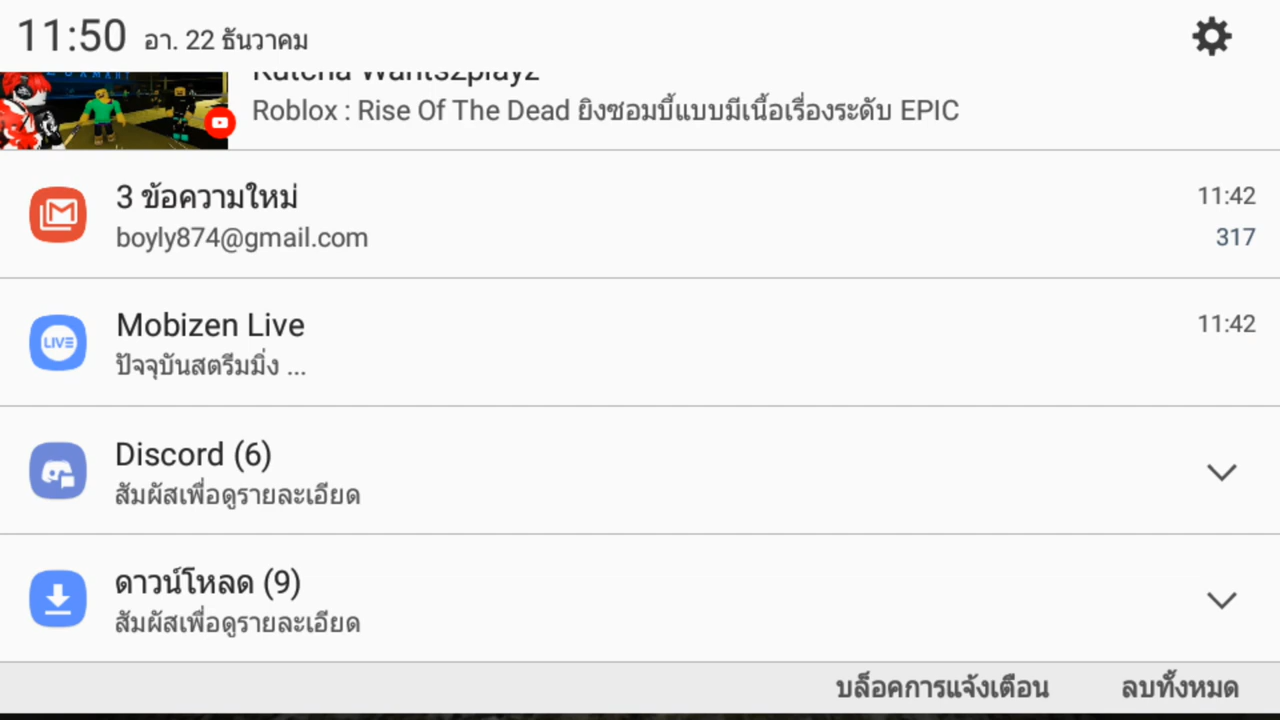 11:50 อา. 22 ธันวาคม
Kutcha Wants2playz
Roblox : Rise Of The Dead ยิงซอมบี้แบบมีเนื้อเรื่องระดับ EPIC
3 ข้อความใหม่
11:42
boyly874@gmail.com
317
Mobizen Live
11:42
LIVE
ปัจจุบันสตรีมมิ่ง ...
Discord (6)
สัมผัสเพื่อดูรายละเอียด
ดาวน์โหลด (9)
สัมผัสเพื่อดูรายละเอียด
บล็อคการแจ้งเตือน
ลบทั้งหมด